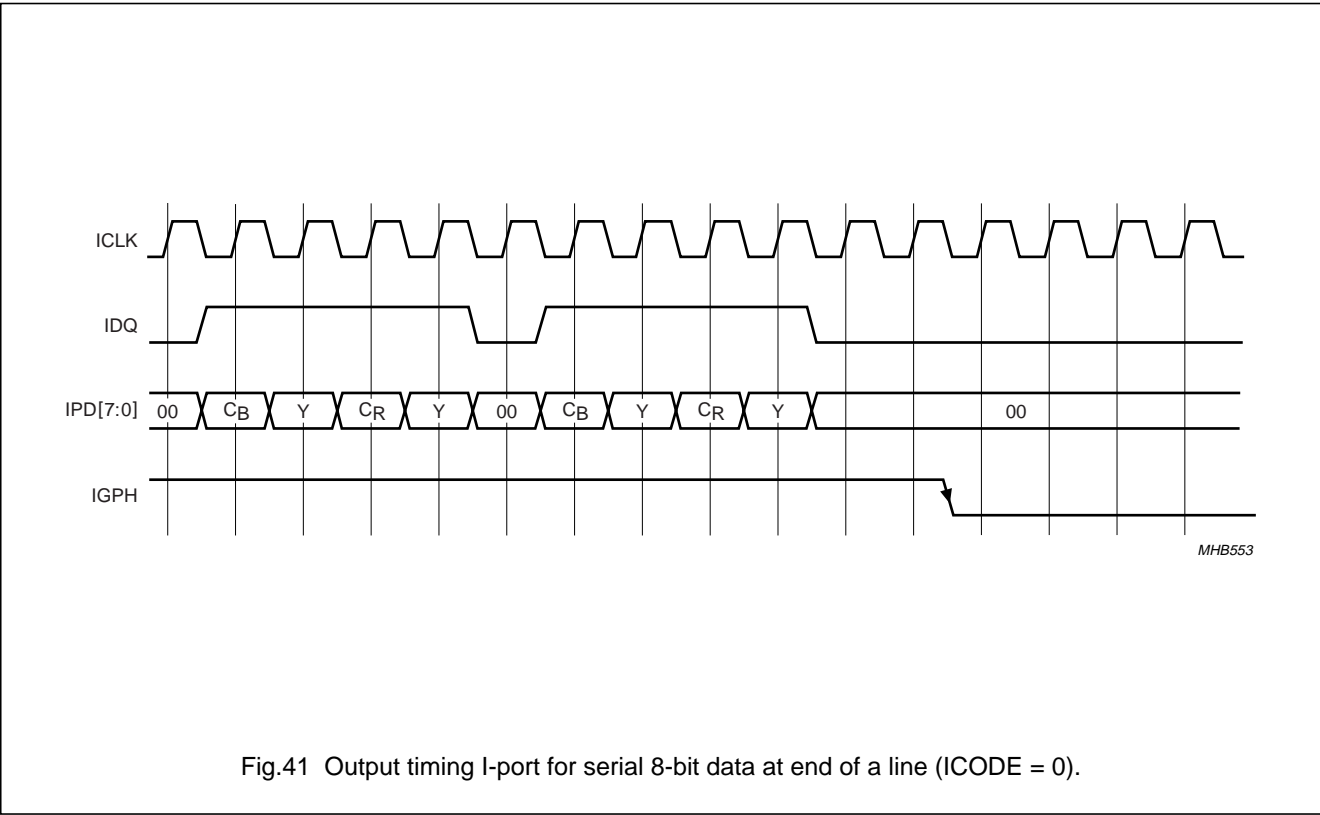 ICLK
IDQ
IPD[7:0] 00 CB Y CR Y 00 CB Y CR Y 00
IGPH
MHB553
Fig.41 Output timing I-port for serial 8-bit data at end of a line (ICODE = 0).